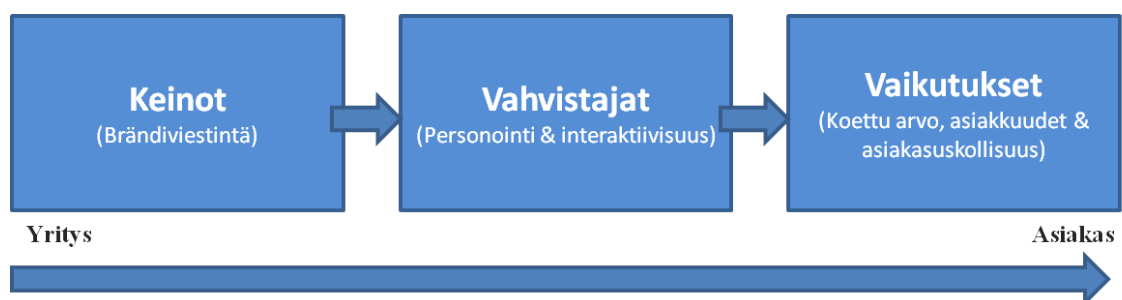 Keinot
(Brändiviestintä)
Vahvistajat
(Personointi & interaktiivisuus)
Vaikutukset
(Koettu arvo, asiakkuudet &
asiakasuskollisuus)
Yritys
Asiakas